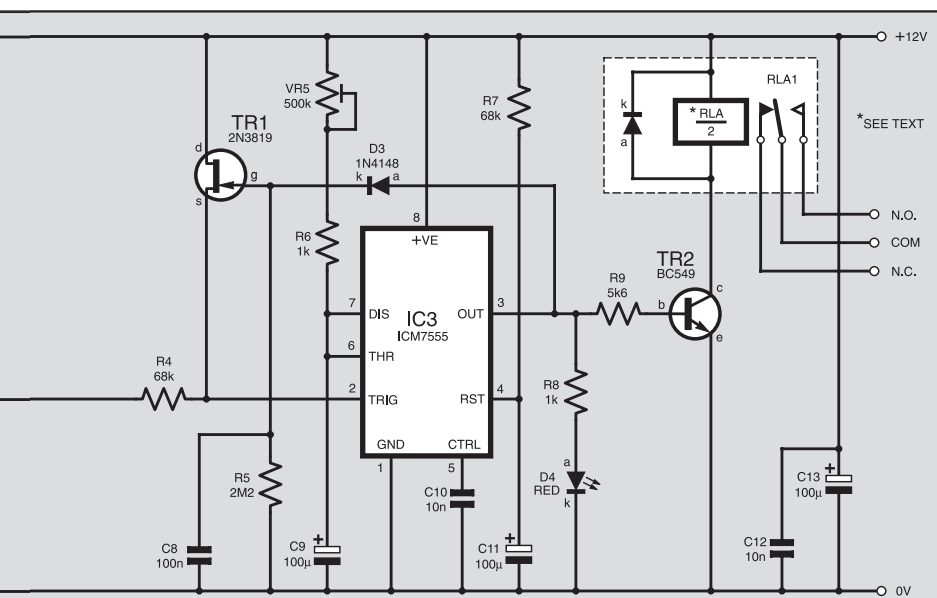 +12V
RLA1
VR5
500k
R7
68k
k
* RLA
2
*SEE TEXT
TR1
2N3819
a
d
D3
1N4148
g
k
a
s
8
+VE
N.O.
R6
1k
COM
TR2
BC549
N.C.
R9
5k6
c
7
DIS
IC3
ICM7555
OUT
3
b
6
THR
e
R4
68k
2
TRIG
RST
4
R8
1k
GND
CTRL
1
5
a
D4
RED
k
R5
2M2
C10
10n
C13
100µ
+
C8
100n
C9
100µ
+
C11
100µ
+
C12
10n
0V